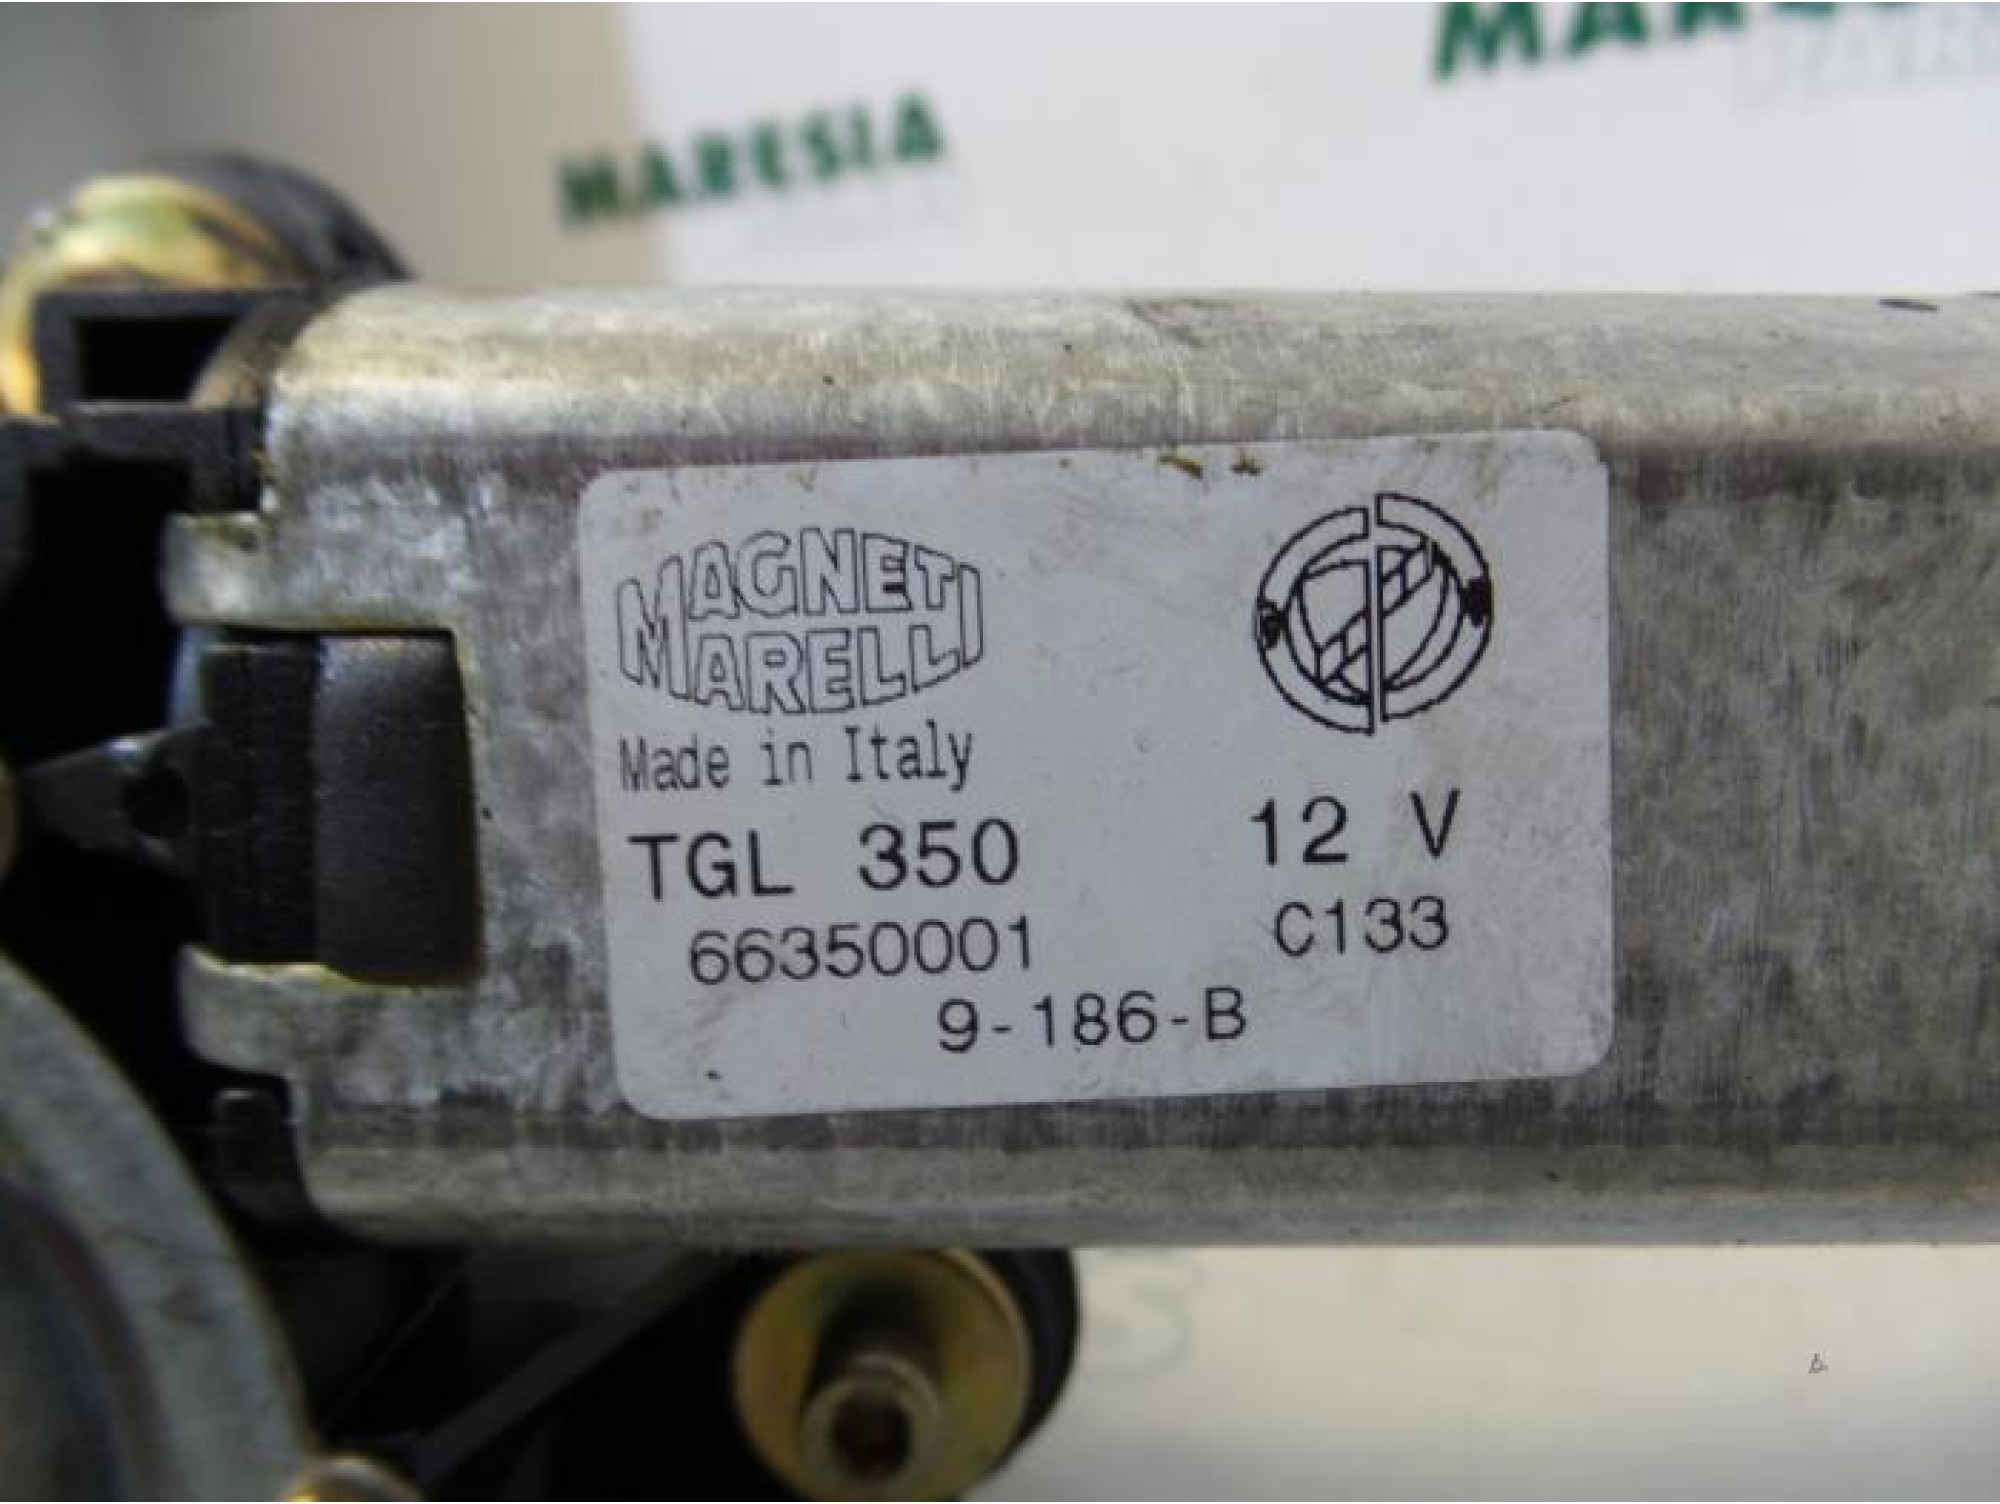 MARESIA
MAGNETI
MARELLI
Made in Italy
TGL 350 12 V
66350001 C133
9-186-B